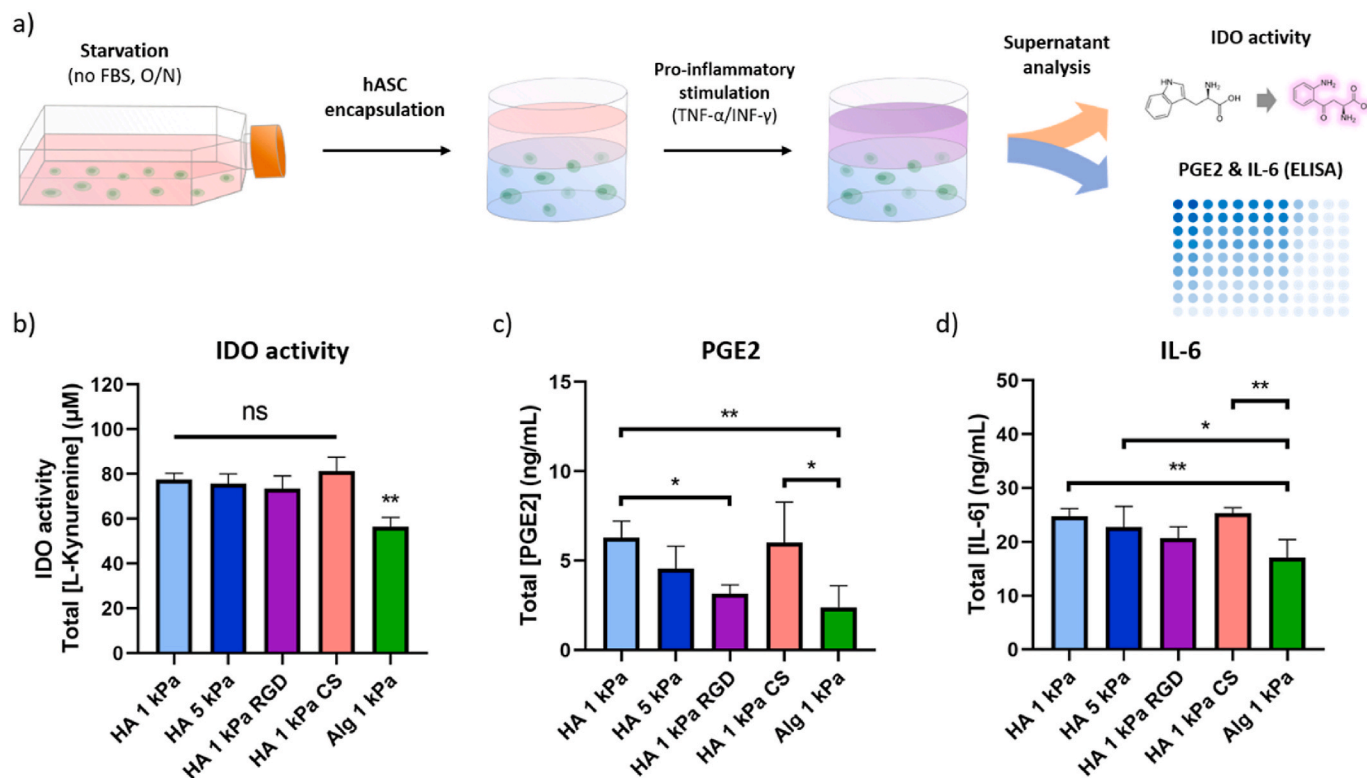 a)
Starvation
(no FBS, O/N)
hASC
encapsulation
Pro-inflammatory
stimulation
(TNF-α/INF-γ)
Supernatant
analysis
IDO activity
H
N
NH₂
OH
O
NH₂
O
O
O
NH₂
PGE2 & IL-6 (ELISA)
b)
IDO activity
IDO activity
Total [L-Kynurenine] (μM)
120
100
80
60
40
20
0
ns
**
HA 1 kPa
HA 5 kPa
HA 1 kPa RGD
HA 1 kPa CS
Alg 1 kPa
c)
PGE2
Total [PGE2] (ng/mL)
15
10
5
0
**
*
*
HA 1 kPa
HA 5 kPa
HA 1 kPa RGD
HA 1 kPa CS
Alg 1 kPa
d)
IL-6
Total [IL-6] (ng/mL)
50
40
30
20
10
0
**
*
**
HA 1 kPa
HA 5 kPa
HA 1 kPa RGD
HA 1 kPa CS
Alg 1 kPa